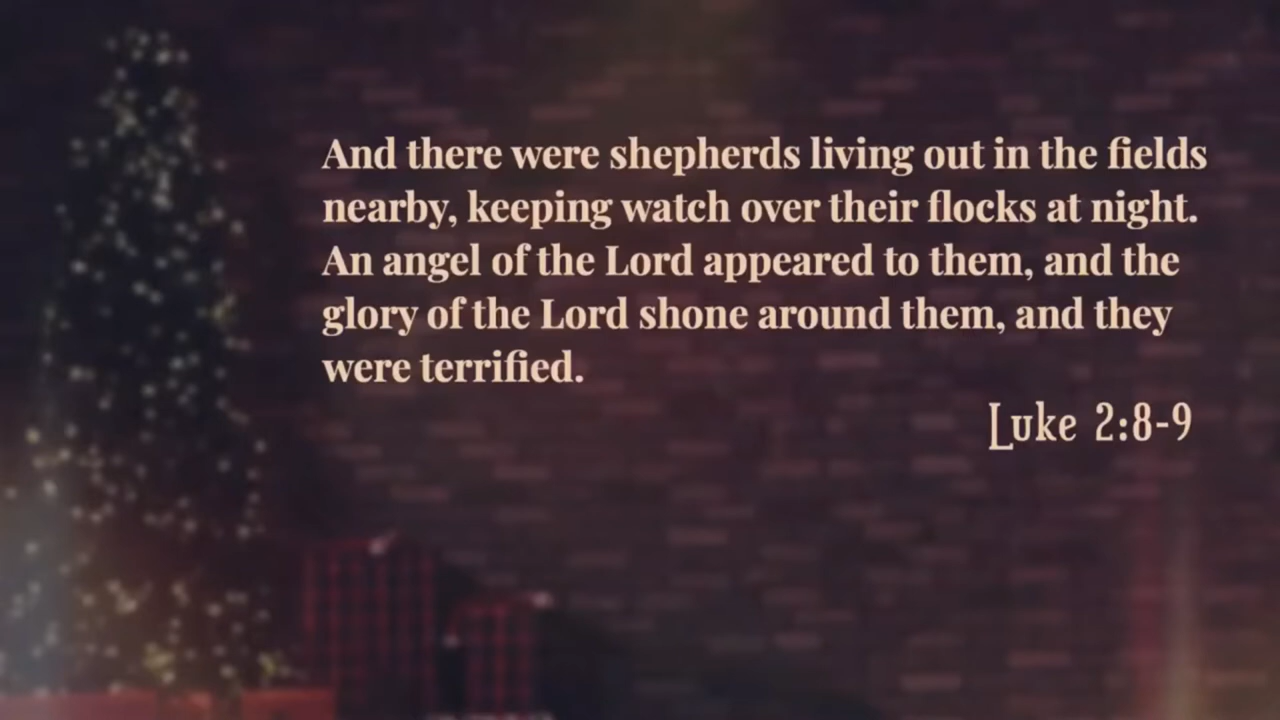 And there were shepherds living out in the fields
nearby, keeping watch over their flocks at night.
An angel of the Lord appeared to them, and the
glory of the Lord shone around them, and they
were terrified.
Luke 2:8-9